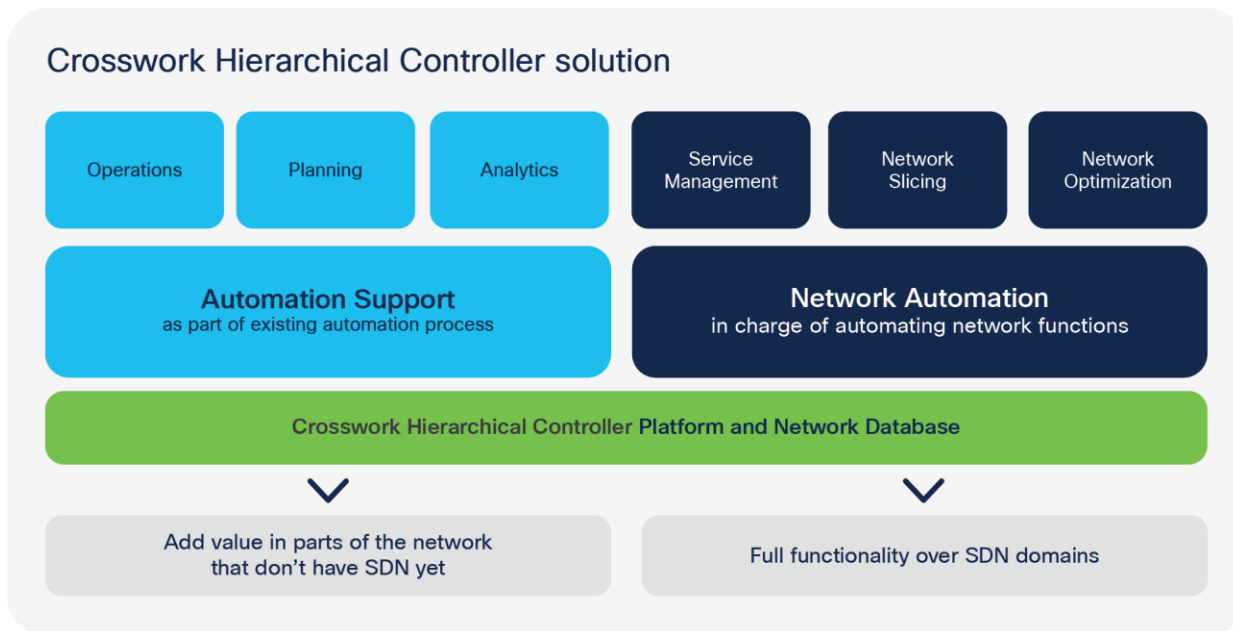 Crosswork Hierarchical Controller solution
Operations
Planning
Analytics
Service
Management
Network
Slicing
Network
Optimization
Automation Support
as part of existing automation process
Network Automation
in charge of automating network functions
Crosswork Hierarchical Controller Platform and Network Database
Add value in parts of the network
that don’t have SDN yet
Full functionality over SDN domains